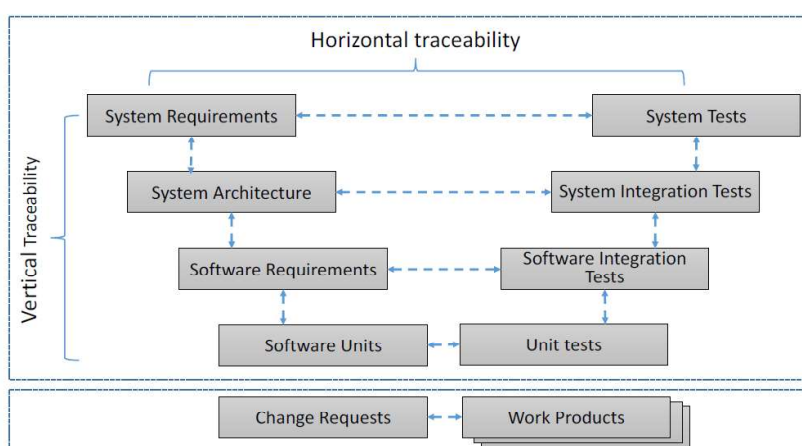 Horizontal traceability
System Requirements
System Tests
System Architecture
System Integration Tests
Vertical Traceability
Software Requirements
Software Integration
Tests
Software Units
Unit tests
Change Requests
Work Products